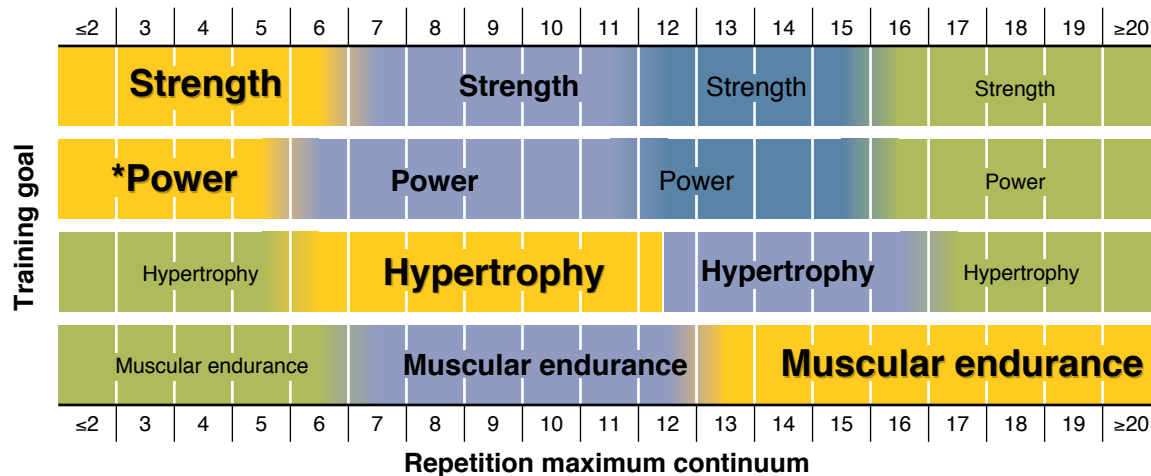 ≤2 3 4 5 6 7 8 9 10 11 12 13 14 15 16 17 18 19 ≥20
Training goal
Strength Strength Strength Strength
*Power Power Power Power
Hypertrophy Hypertrophy Hypertrophy Hypertrophy
Muscular endurance Muscular endurance Muscular endurance
≤2 3 4 5 6 7 8 9 10 11 12 13 14 15 16 17 18 19 ≥20
Repetition maximum continuum